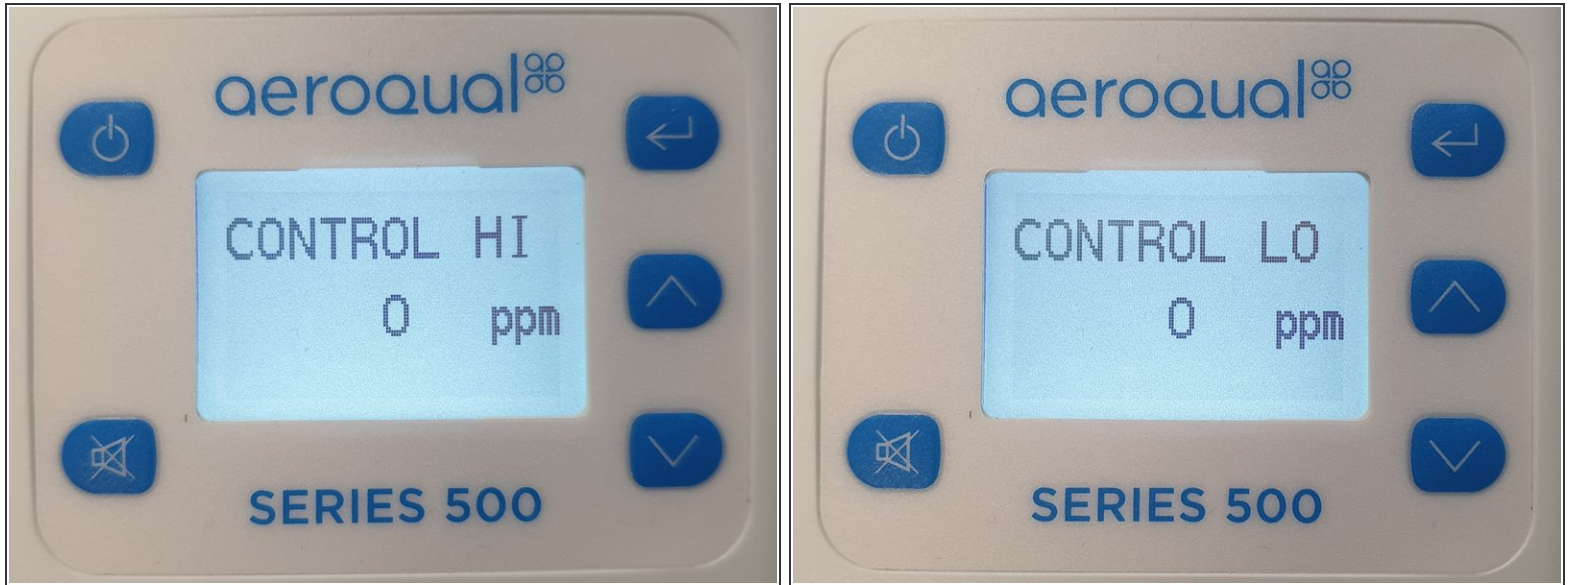 aeroqual
CONTROL HI
0 ppm
SERIES 500
aeroqual
CONTROL LO
0 ppm
SERIES 500